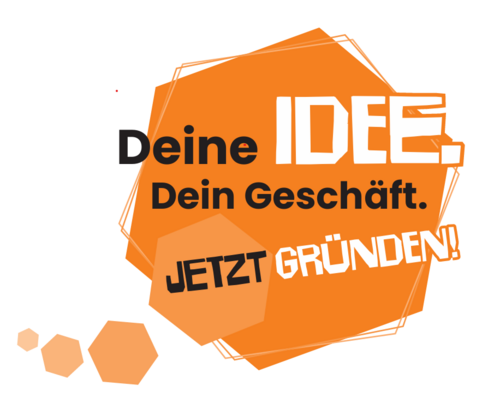 Deine IDEE.
Dein Geschäft.
JETZT GRÜNDEN!